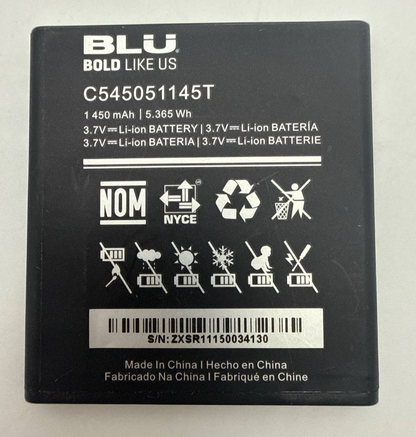 BLU
BOLD LIKE US
C545051145T
1 450 mAh | 5.365 Wh
3.7V⎓Li-ion BATTERY | 3.7V⎓Li-ion BATERÍA
3.7V⎓Li-ion BATERIA | 3.7V⎓Li-ion BATTERIE
NOM
NYCE
S/N: ZXSR11150034130
Made in China I Hecho en China
Fabricado Na China I Fabriqué en Chine